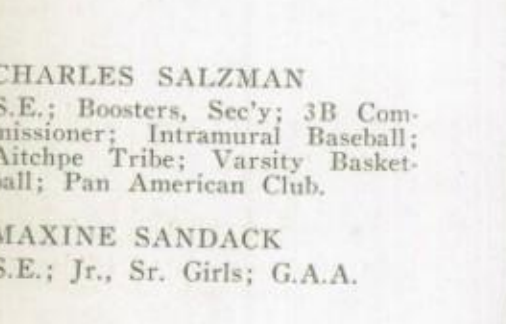 CHARLES SALZMAN
S.E.; Boosters, Sec'y; 3B Com-
missioner; Intramural Baseball;
Aitchpe Tribe; Varsity Basket-
ball; Pan American Club.
MAXINE SANDACK
S.E.; Jr., Sr. Girls; G.A.A.